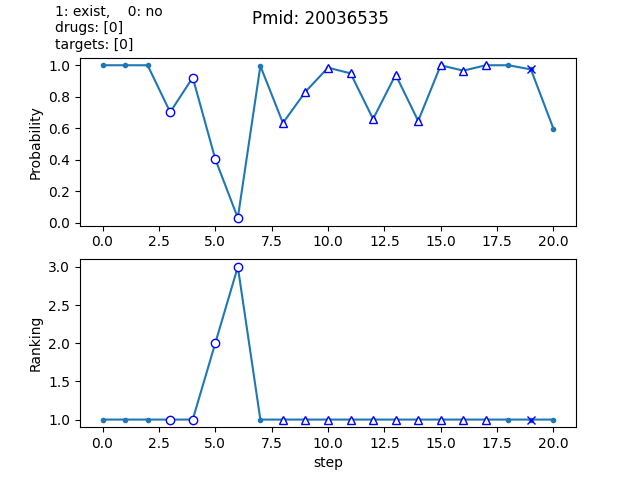 1: exist,    0: no
drugs: [0]
targets: [0]
Pmid: 20036535
1.0
0.8
0.6
0.4
0.2
0.0
Probability
0.0 2.5 5.0 7.5 10.0 12.5 15.0 17.5 20.0
3.0
2.5
2.0
1.5
1.0
Ranking
0.0 2.5 5.0 7.5 10.0 12.5 15.0 17.5 20.0
step